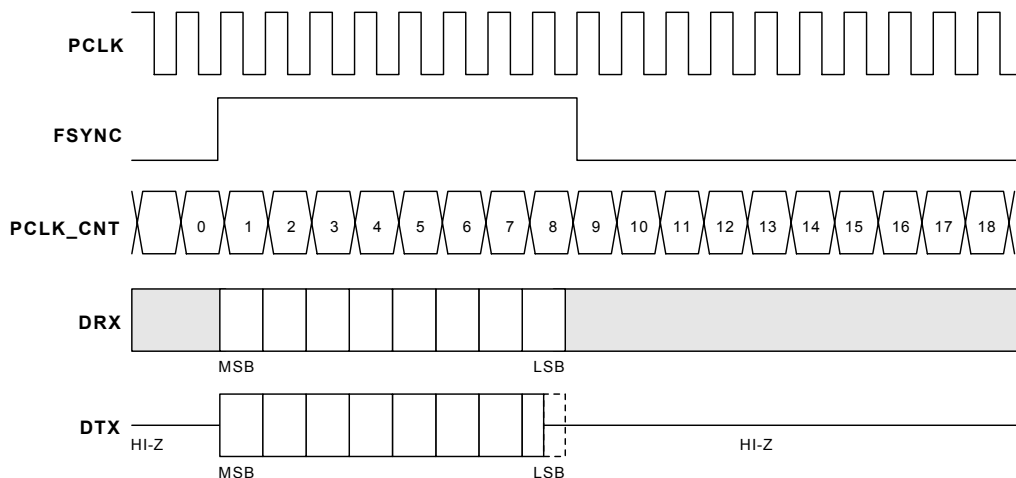 PCLK
FSYNC
PCLK_CNT 0 1 2 3 4 5 6 7 8 9 10 11 12 13 14 15 16 17 18
DRX
MSB LSB
DTX
HI-Z HI-Z
MSB LSB